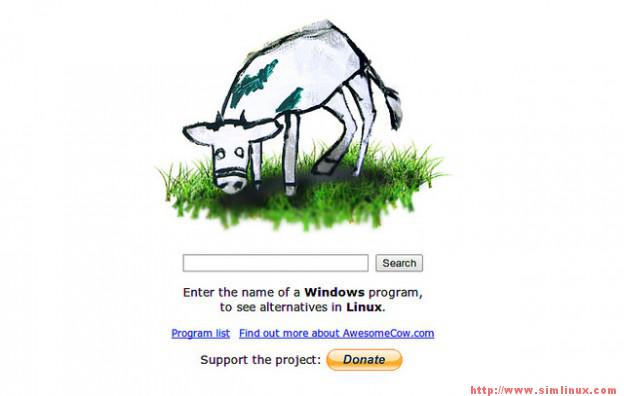 Search
Enter the name of a Windows program,
to see alternatives in Linux.
Program list Find out more about AwesomeCow.com
Support the project: Donate
http://www.simlinux.com